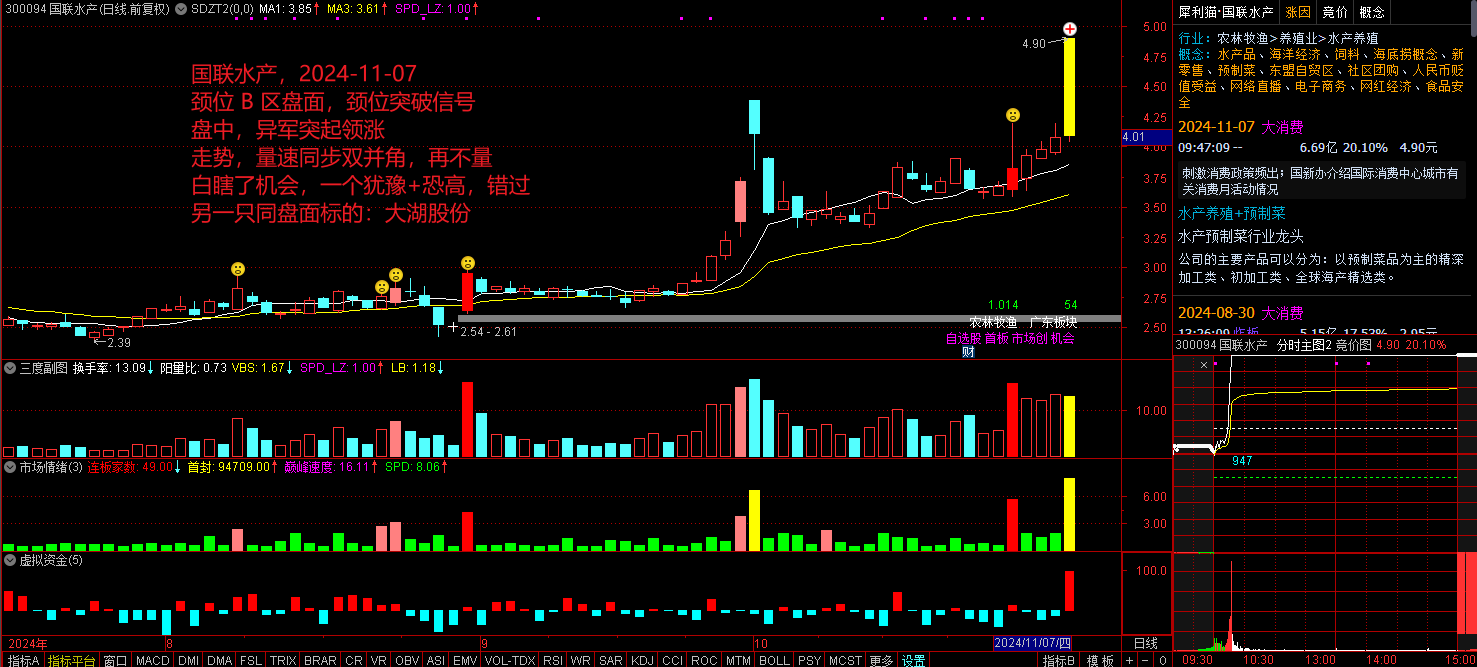 300094 国联水产(日线.前复权) SDZT2(0,0) MA1: 3.85↑ MA3: 3.61↑ SPD_LZ: 1.00↑
国联水产，2024-11-07
颈位 B 区盘面，颈位突破信号
盘中，异军突起领涨
走势，量速同步双并角，再不量
白瞎了机会，一个犹豫+恐高，错过
另一只同盘面标的：大湖股份
4.90
5.00
4.75
4.50
4.25
4.01
4.00
3.75
3.50
3.25
3.00
2.75
2.50
2.39
2.54 - 2.61
1.014 54
农林牧渔 广东板块
自选股 首板 市场创 机会
财
三度副图 换手率: 13.09↓ 阳量比: 0.73 VBS: 1.67↓ SPD_LZ: 1.00↑ LB: 1.18↓
10.00
市场情绪(3) 连板家数: 49.00↓ 首封: 94709.00↑ 巅峰速度: 16.11↑ SPD: 8.06↑
6.00
3.00
虚拟资金(5)
100.0
2024年 8 9 10 2024/11/07/四 日线
指标A 指标平台 窗口 MACD DMI DMA FSL TRIX BRAR CR VR OBV ASI EMV VOL-TDX RSI WR SAR KDJ CCI ROC MTM BOLL PSY MCST 更多 设置 指标B 模板 + − 0
犀利猫·国联水产 涨因 竞价 概念
行业: 农林牧渔>养殖业>水产养殖
概念: 水产品、海洋经济、饲料、海底捞概念、新
零售、预制菜、东盟自贸区、社区团购、人民币贬
值受益、网络直播、电子商务、网红经济、食品安
全
2024-11-07 大消费
09:47:09 -- 6.69亿 20.10% 4.90元
刺激消费政策频出；国新办介绍国际消费中心城市有
关消费月活动情况
水产养殖+预制菜
水产预制菜行业龙头
公司的主要产品可以分为：以预制菜品为主的精深
加工类、初加工类、全球海产精选类。
2024-08-30 大消费
13:26:09 临板 5.15亿 17.53% 2.95元
300094 国联水产 分时主图2 竞价图 4.90 20.10%
×
947
09:30 10:30 13:00 14:00 15:00